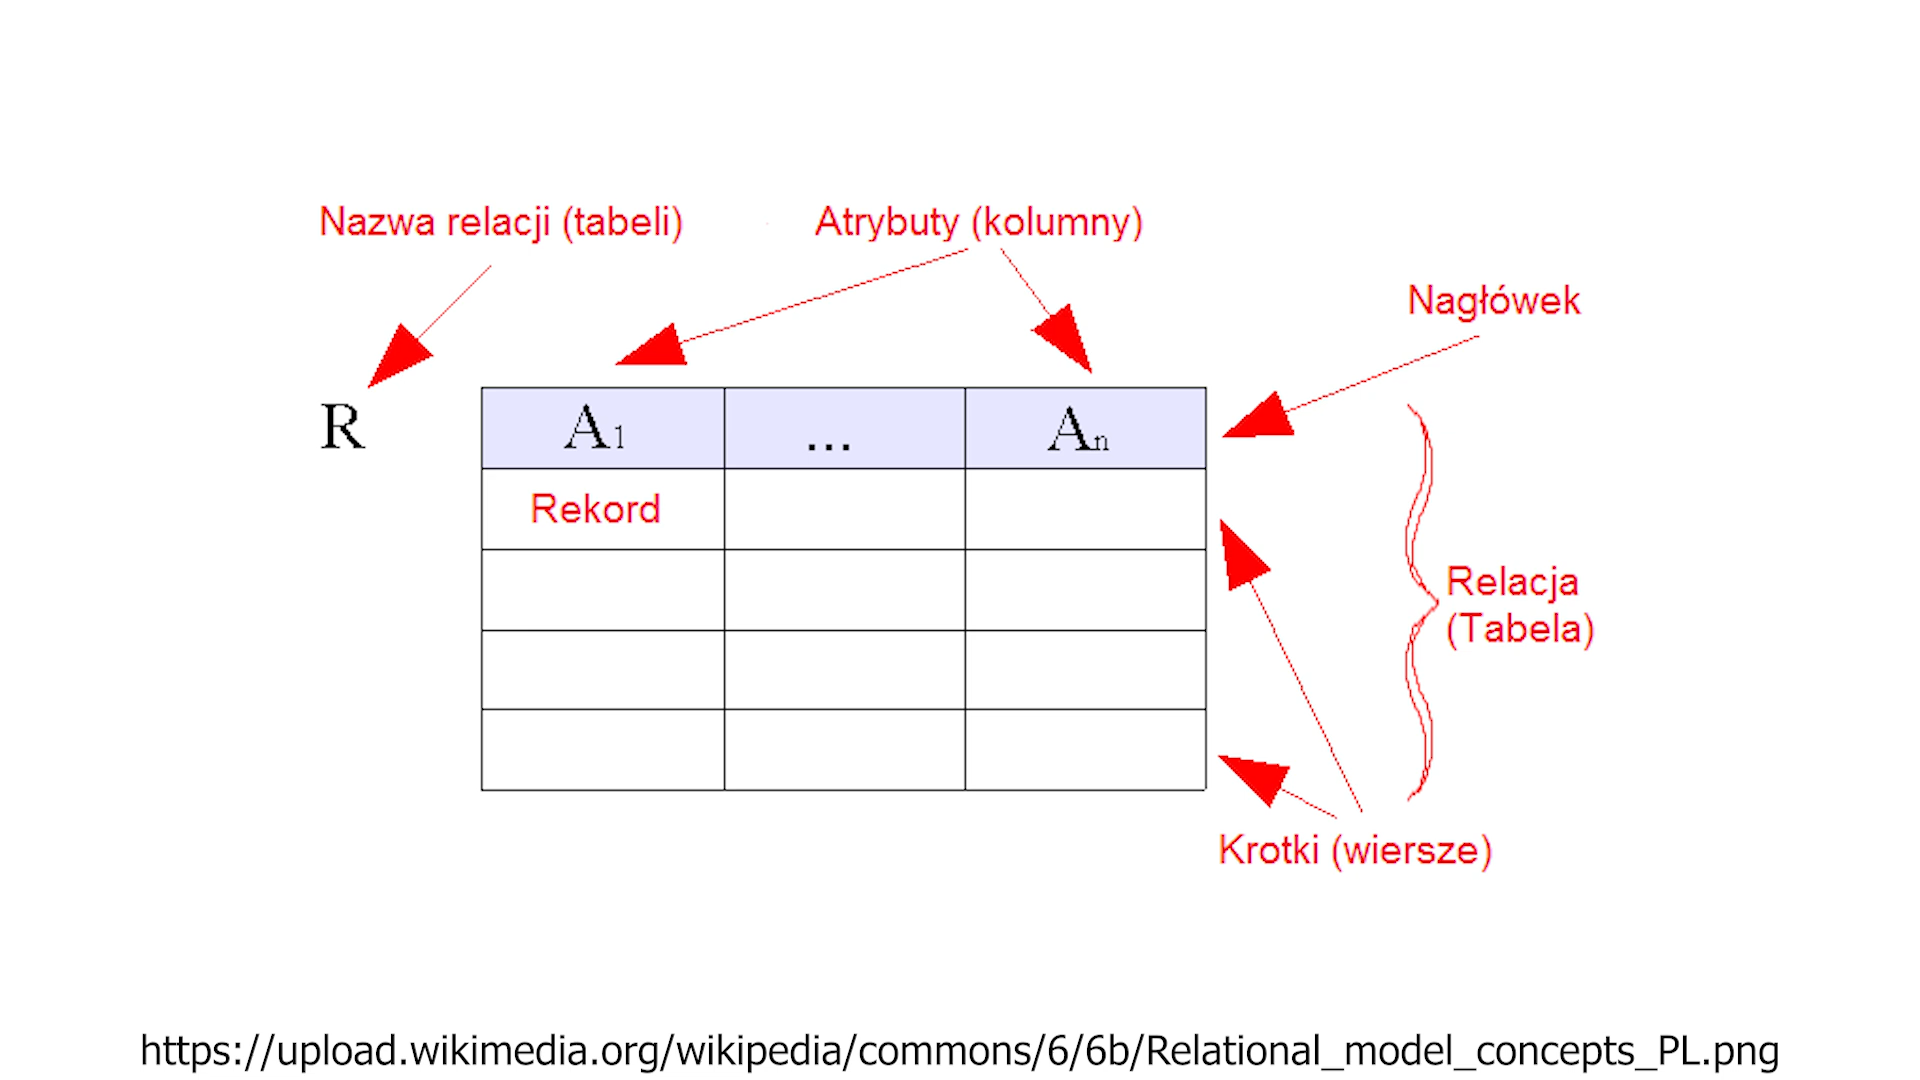 Nazwa relacji (tabeli)
Atrybuty (kolumny)
Nagłówek
R
A1 ... An
Rekord
Relacja
(Tabela)
Krotki (wiersze)
https://upload.wikimedia.org/wikipedia/commons/6/6b/Relational_model_concepts_PL.png